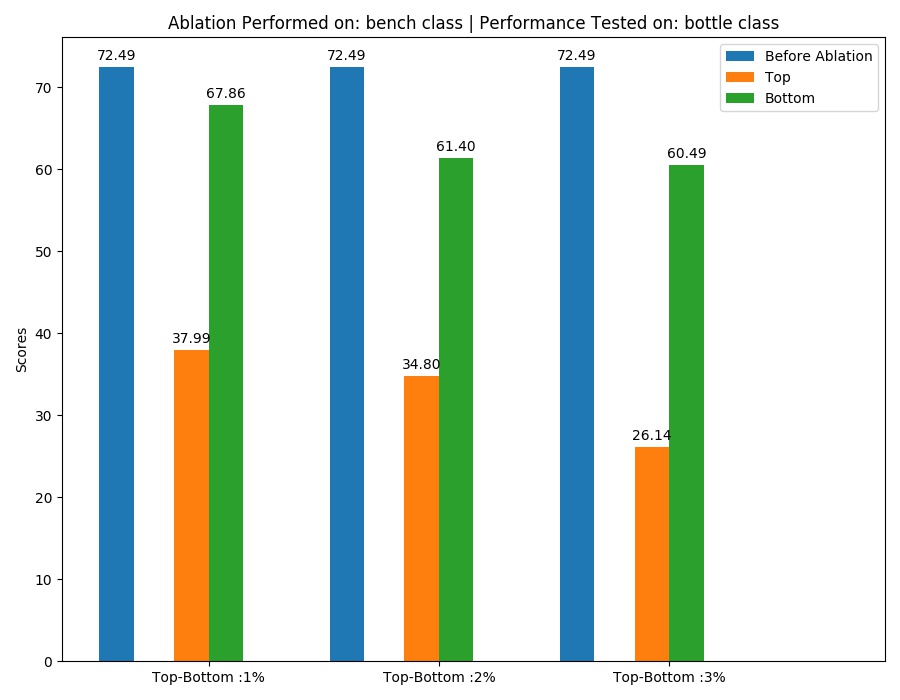 Ablation Performed on: bench class | Performance Tested on: bottle class
Before Ablation
Top
Bottom
Scores
70
60
50
40
30
20
10
0
72.49
37.99
67.86
72.49
34.80
61.40
72.49
26.14
60.49
Top-Bottom :1%
Top-Bottom :2%
Top-Bottom :3%